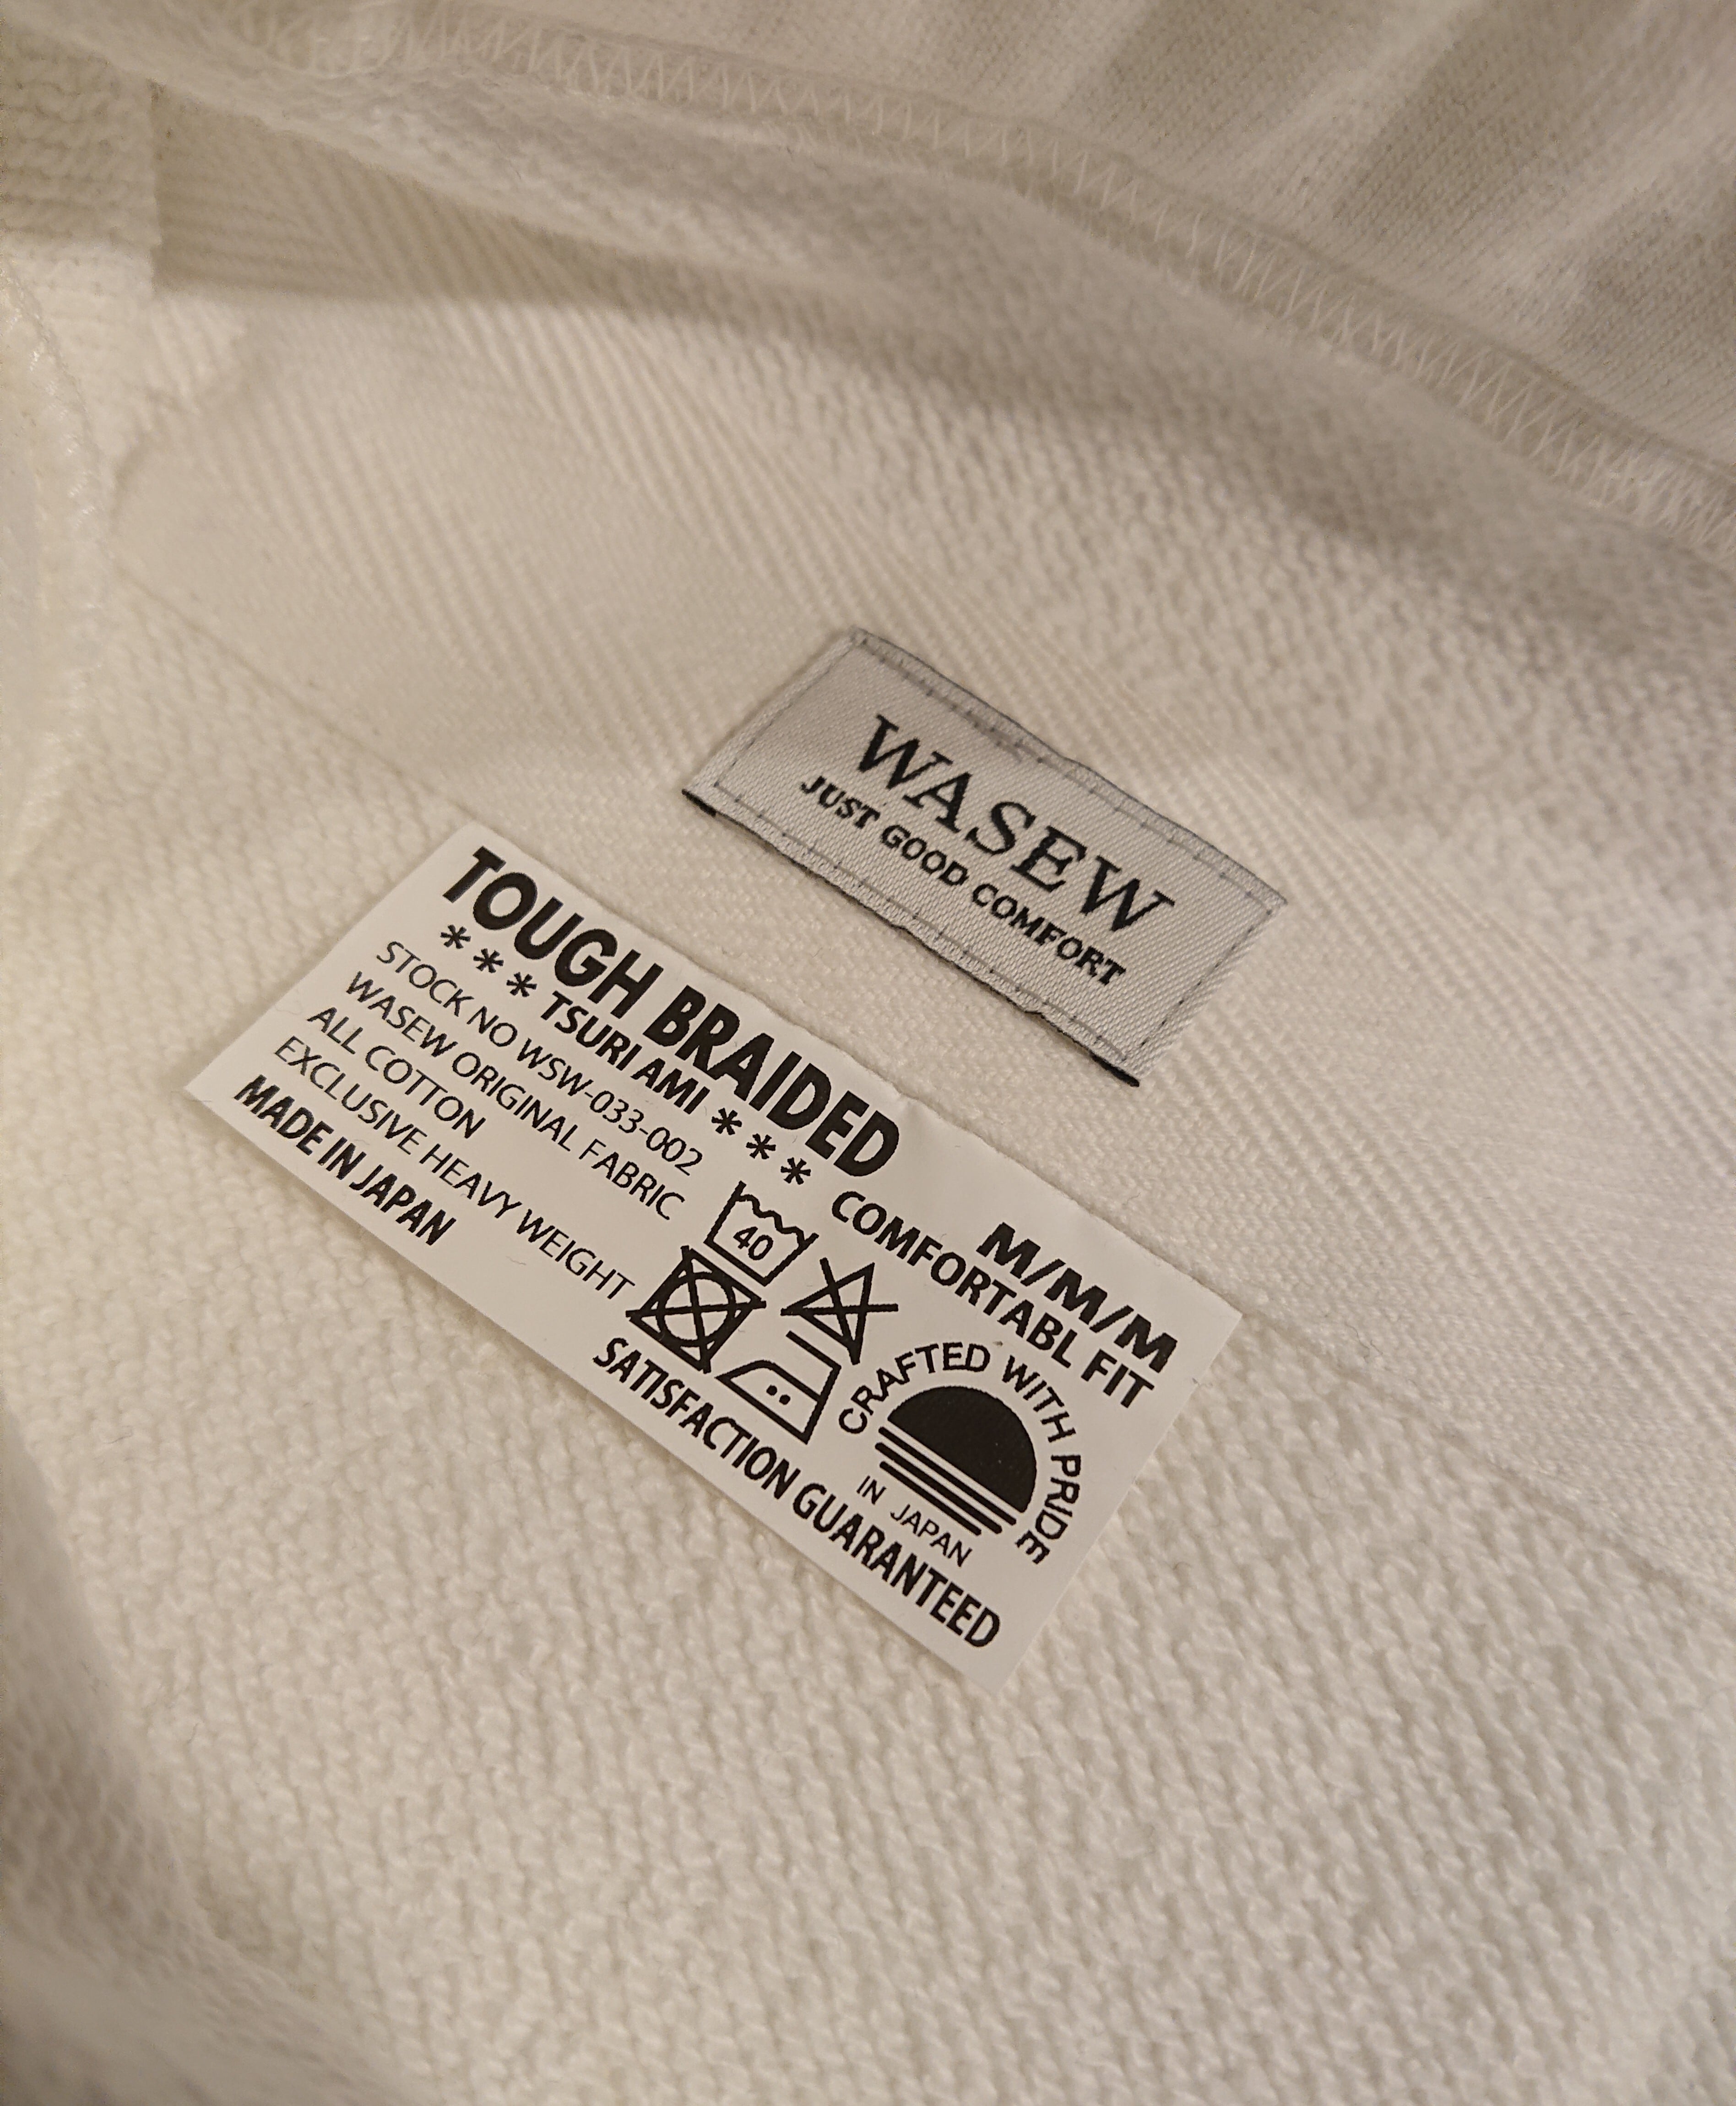 WASEW
JUST GOOD COMFORT
TOUGH BRAIDED
*** TSURI AMI ***
STOCK NO WSW-033-002
WASEW ORIGINAL FABRIC
ALL COTTON
EXCLUSIVE HEAVY WEIGHT
MADE IN JAPAN
40
M/M/M
COMFORTABL FIT
CRAFTED WITH PRIDE
IN JAPAN
SATISFACTION GUARANTEED